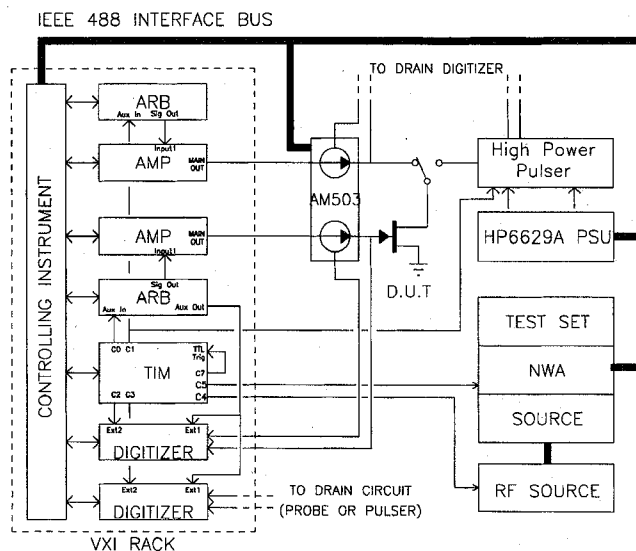 IEEE 488 INTERFACE BUS
TO DRAIN DIGITIZER
CONTROLLING INSTRUMENT
ARB
Aux In
Sig Out
Input1
AMP
MAIN OUT
AM503
High Power
Pulser
HP6629A PSU
AMP
MAIN OUT
Input1
Sig Out
ARB
Aux In
Aux Out
D.U.T
C0 C1
TTL
Trig
TIM
C7
C5
C4
C2 C3
TEST SET
NWA
SOURCE
Ext2
Ext1
DIGITIZER
Ext2
Ext1
DIGITIZER
TO DRAIN CIRCUIT
(PROBE OR PULSER)
RF SOURCE
VXI RACK